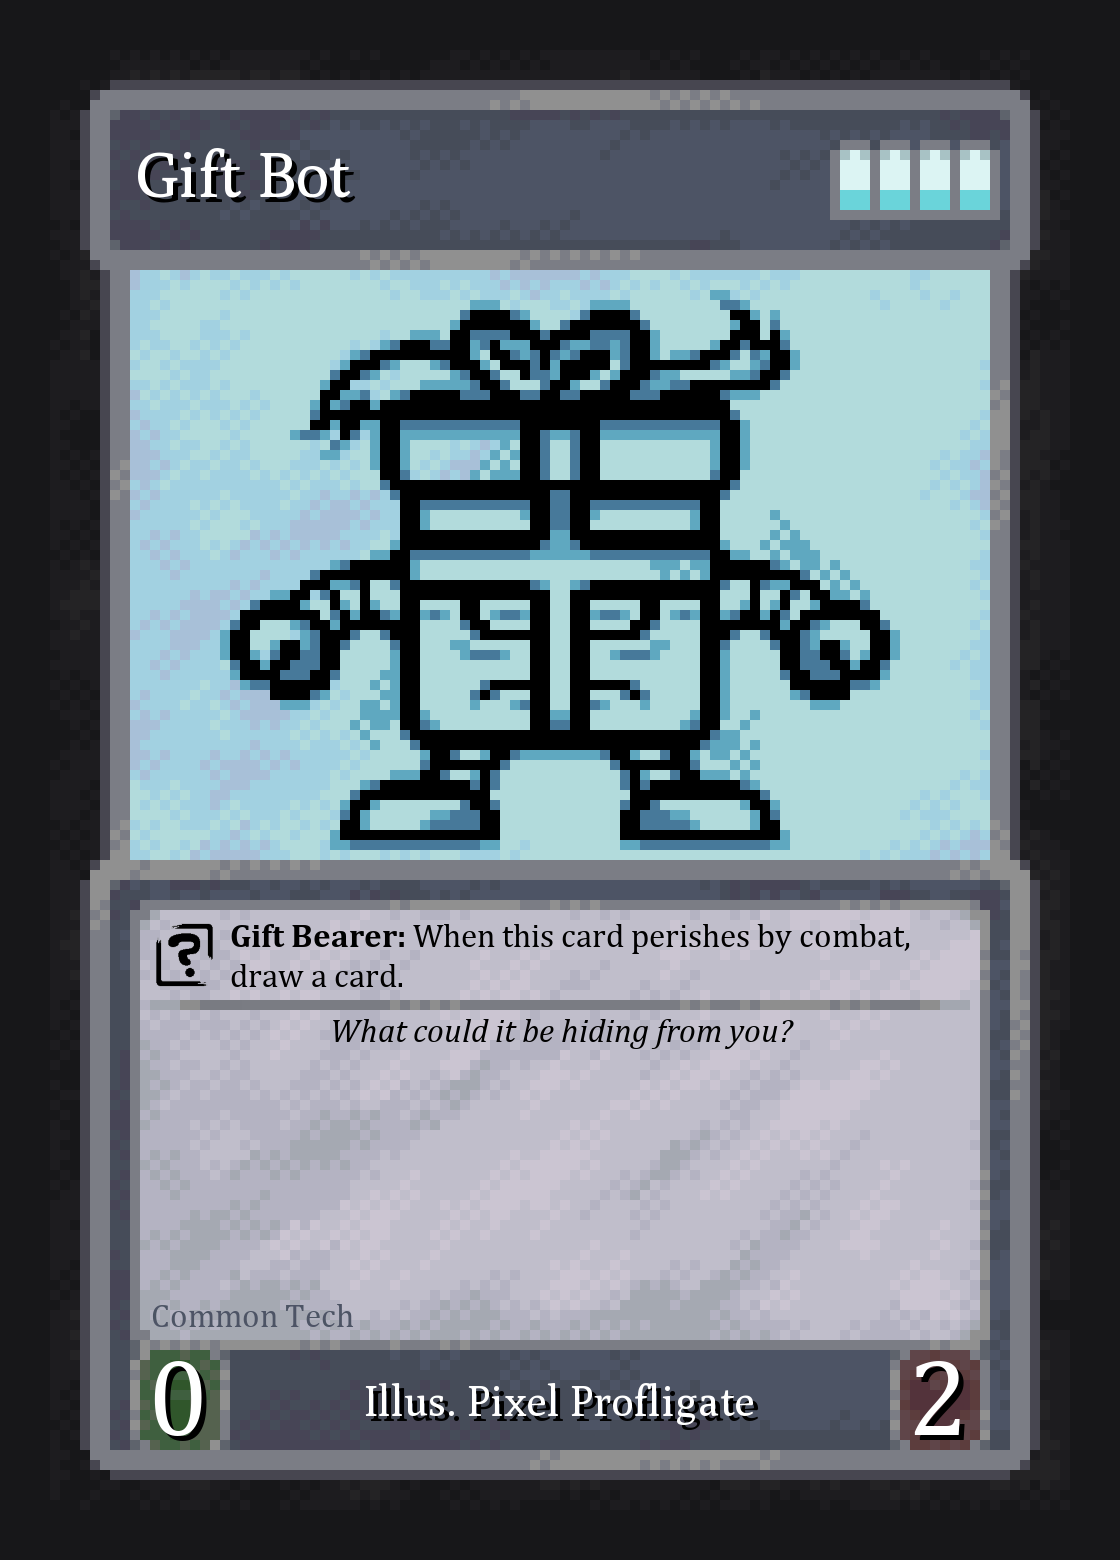 Gift Bot
Gift Bearer: When this card perishes by combat,
draw a card.
What could it be hiding from you?
Common Tech
0
Illus. Pixel Profligate
2